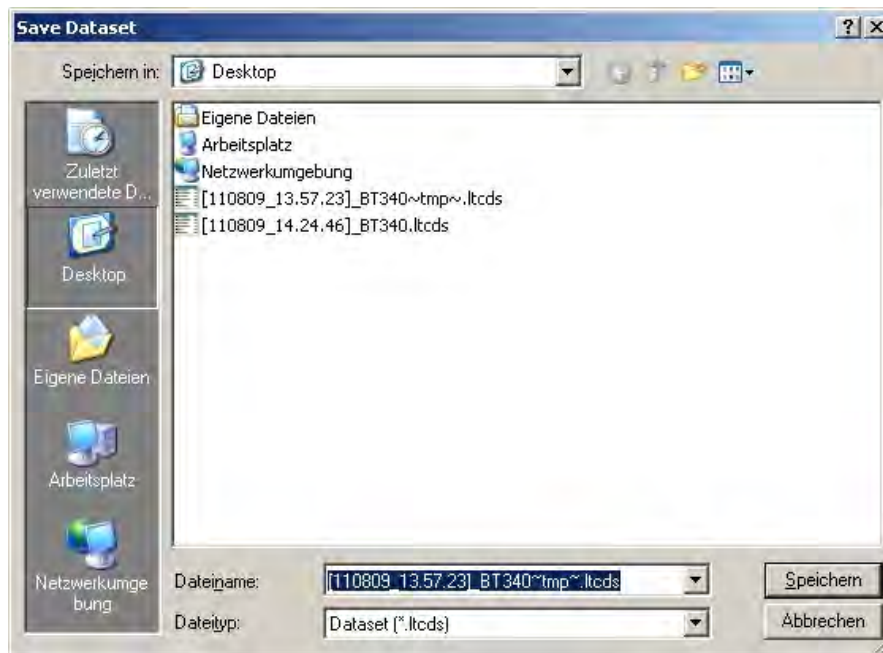 Save Dataset
Speichern in:
Desktop
Eigene Dateien
Arbeitsplatz
Netzwerkumgebung
[110809_13.57.23]_BT340~tmp~.ltcds
[110809_14.24.46]_BT340.ltcds
Zuletzt
verwendete D...
Desktop
Eigene Dateien
Arbeitsplatz
Netzwerkumge
bung
Dateiname:
[110809_13.57.23]_BT340~tmp~.ltcds
Speichern
Dateityp:
Dataset (*.ltcds)
Abbrechen